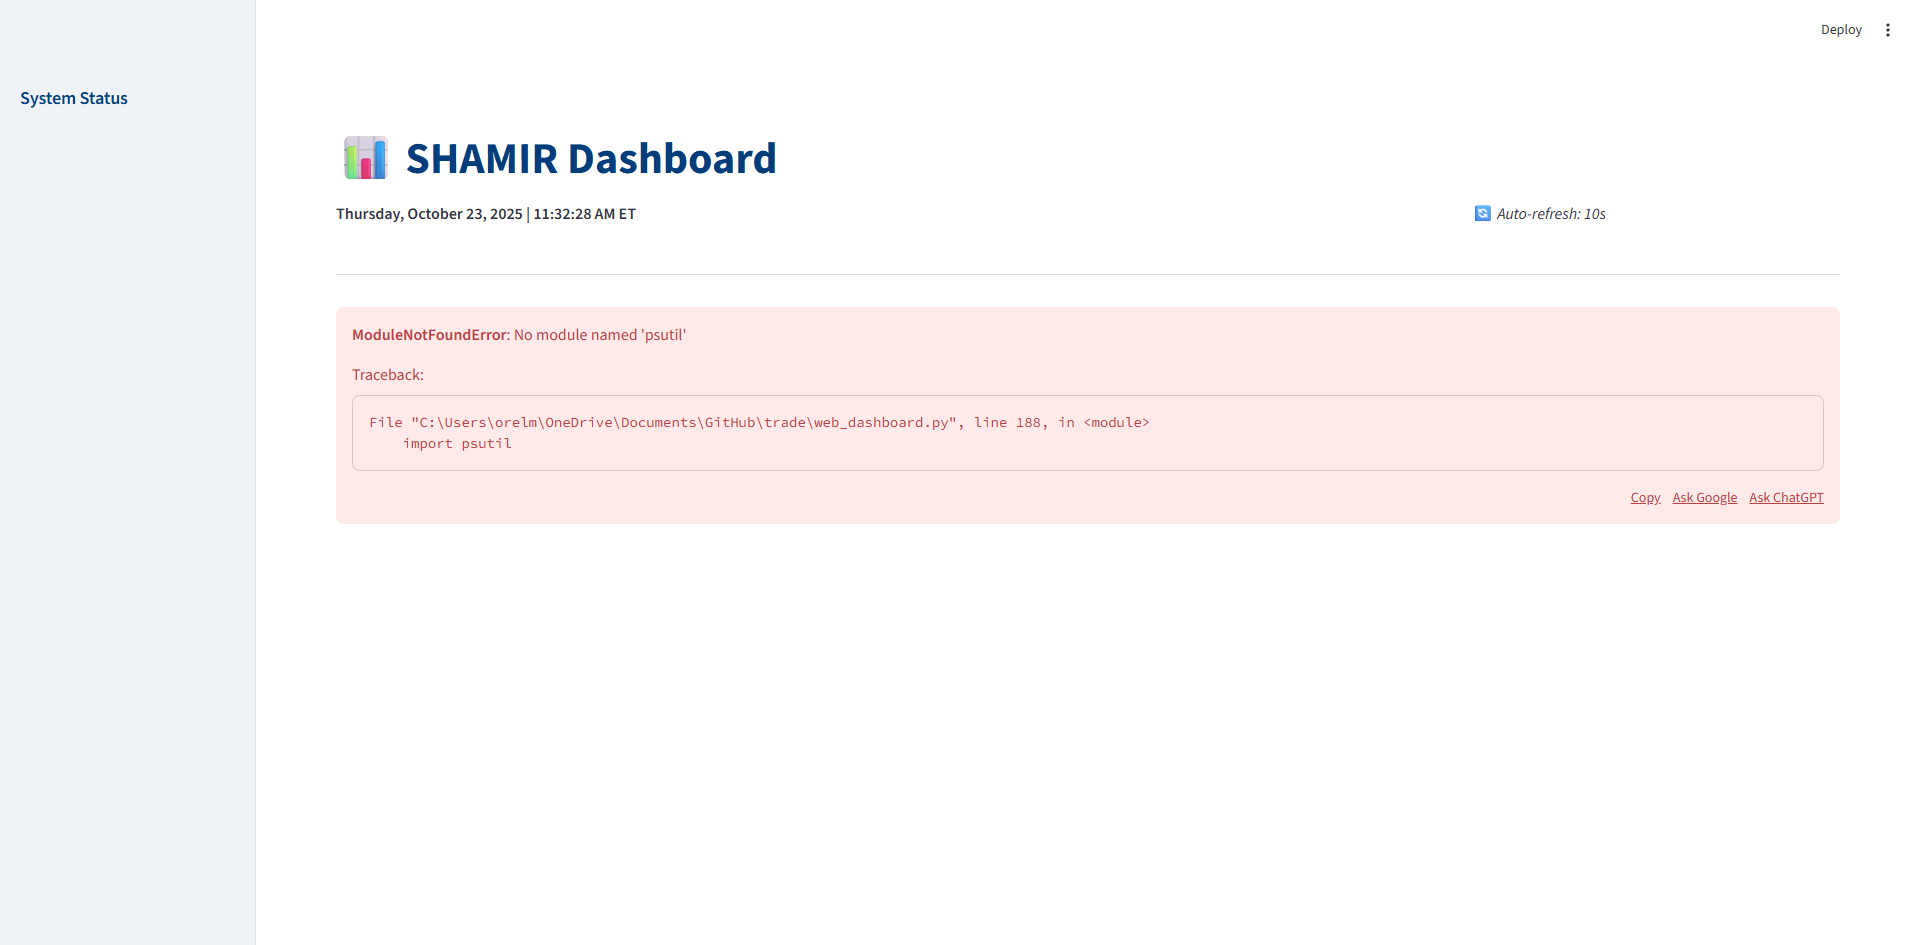 Deploy
System Status
SHAMIR Dashboard
Thursday, October 23, 2025 | 11:32:28 AM ET
Auto-refresh: 10s
ModuleNotFoundError: No module named 'psutil'
Traceback:
File "C:\Users\orelm\OneDrive\Documents\GitHub\trade\web_dashboard.py", line 188, in <module>
    import psutil
Copy Ask Google Ask ChatGPT